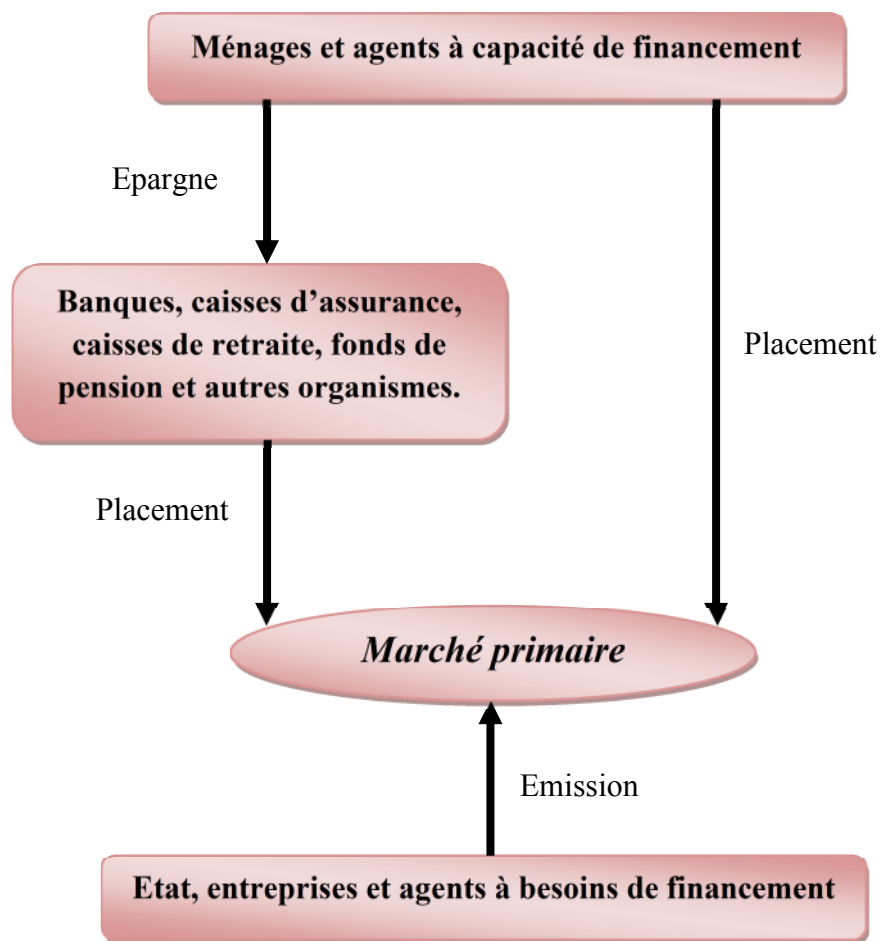 Ménages et agents à capacité de financement
Epargne
Banques, caisses d’assurance,
caisses de retraite, fonds de
pension et autres organismes.
Placement
Placement
Marché primaire
Emission
Etat, entreprises et agents à besoins de financement